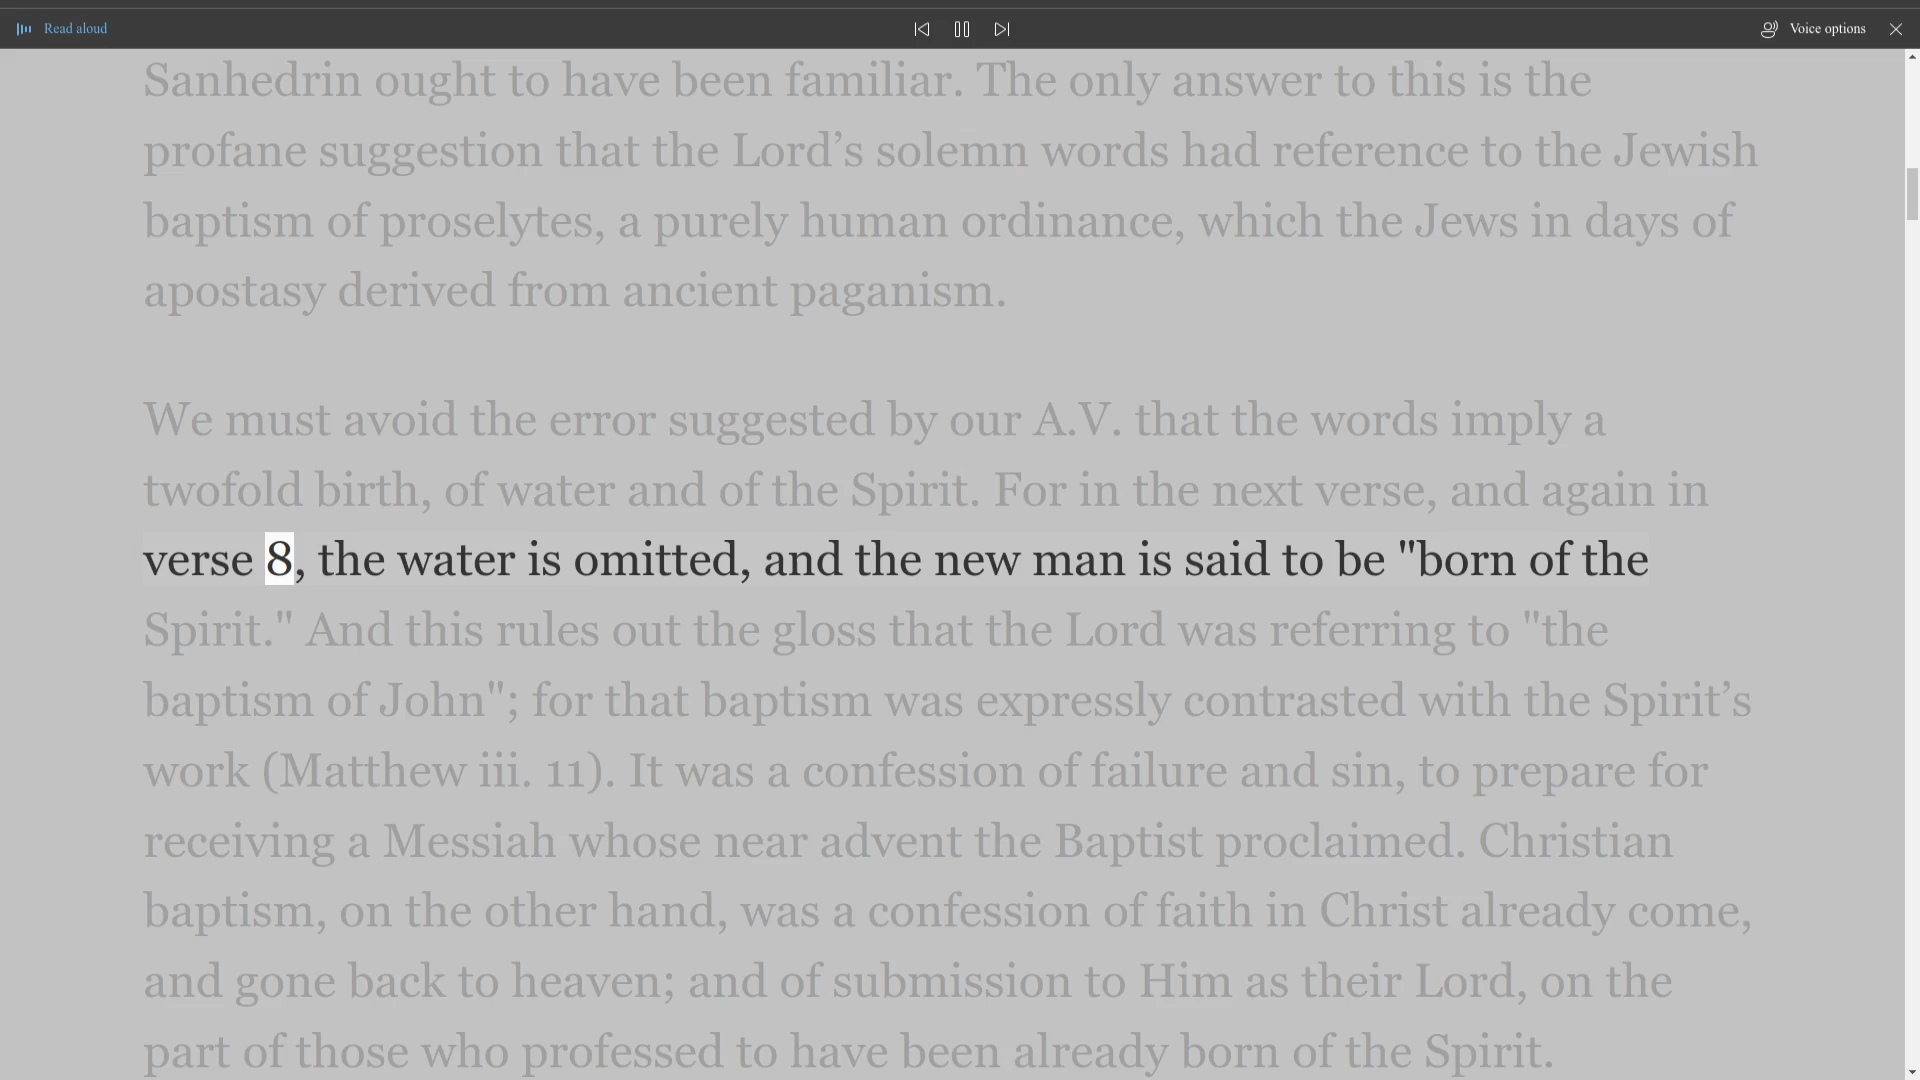 Read aloud
Voice options
Sanhedrin ought to have been familiar. The only answer to this is the
profane suggestion that the Lord’s solemn words had reference to the Jewish
baptism of proselytes, a purely human ordinance, which the Jews in days of
apostasy derived from ancient paganism.
We must avoid the error suggested by our A.V. that the words imply a
twofold birth, of water and of the Spirit. For in the next verse, and again in
verse 8, the water is omitted, and the new man is said to be "born of the
Spirit." And this rules out the gloss that the Lord was referring to "the
baptism of John"; for that baptism was expressly contrasted with the Spirit’s
work (Matthew iii. 11). It was a confession of failure and sin, to prepare for
receiving a Messiah whose near advent the Baptist proclaimed. Christian
baptism, on the other hand, was a confession of faith in Christ already come,
and gone back to heaven; and of submission to Him as their Lord, on the
part of those who professed to have been already born of the Spirit.